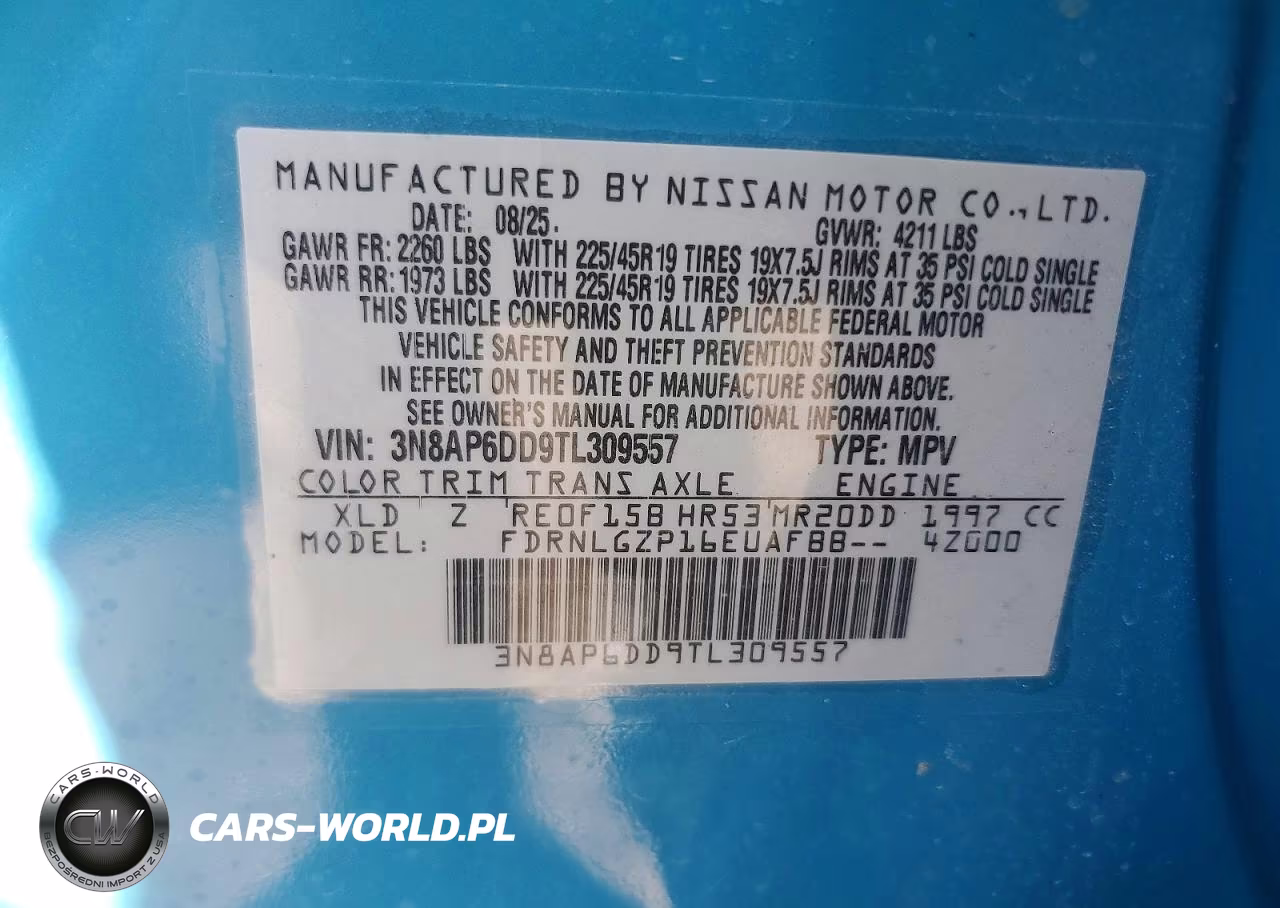 MANUFACTURED BY NISSAN MOTOR CO.,LTD.
DATE: 08/25. GVWR: 4211 LBS
GAWR FR: 2260 LBS WITH 225/45R19 TIRES 19X7.5J RIMS AT 35 PSI COLD SINGLE
GAWR RR: 1973 LBS WITH 225/45R19 TIRES 19X7.5J RIMS AT 35 PSI COLD SINGLE
THIS VEHICLE CONFORMS TO ALL APPLICABLE FEDERAL MOTOR
VEHICLE SAFETY AND THEFT PREVENTION STANDARDS
IN EFFECT ON THE DATE OF MANUFACTURE SHOWN ABOVE.
SEE OWNER'S MANUAL FOR ADDITIONAL INFORMATION.
VIN: 3N8AP6DD9TL309557 TYPE: MPV
COLOR TRIM TRANS AXLE ENGINE
XLD Z RE0F15B HR53 MR20DD 1997 CC
MODEL: FDRNLGZP16EUAFBB-- 4Z000
3N8AP6DD9TL309557
CARS-WORLD
CW
BEZPOŚREDNI IMPORT Z USA
CARS-WORLD.PL